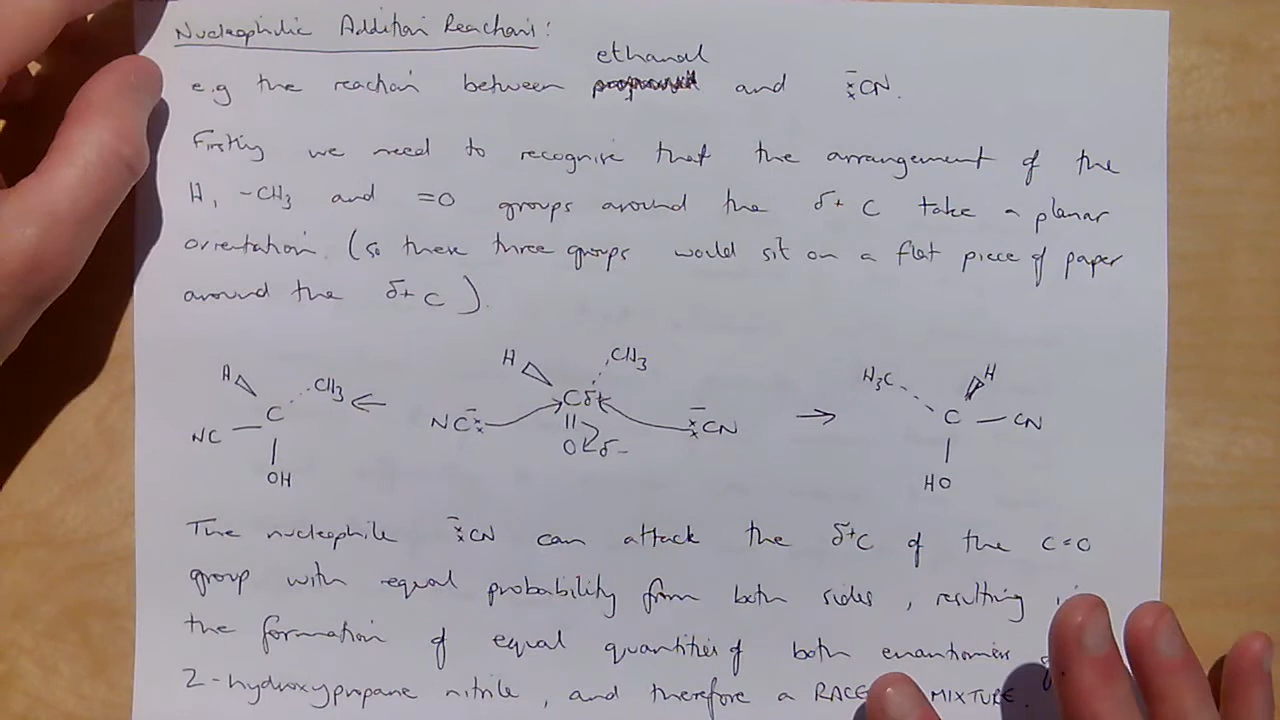 Nucleophilic Addition Reactions:
ethanal
e.g the reaction between and :⁻CN.
Firstly we need to recognise that the arrangement of the
H, -CH3 and =O groups around the δ+ C take a planar
orientation. (so these three groups would sit on a flat piece of paper
around the δ+ C).
H CH3 H CH3 H3C H
C ← NC:⁻ Cδ+ :⁻CN → C - CN
NC || 
OH O δ- HO
The nucleophile :⁻CN can attack the δ+C of the C=O
group with equal probability from both sides, resulting
the formation of equal quantities of both enantiomers
2-hydroxypropane nitrile, and therefore a MIXTURE.